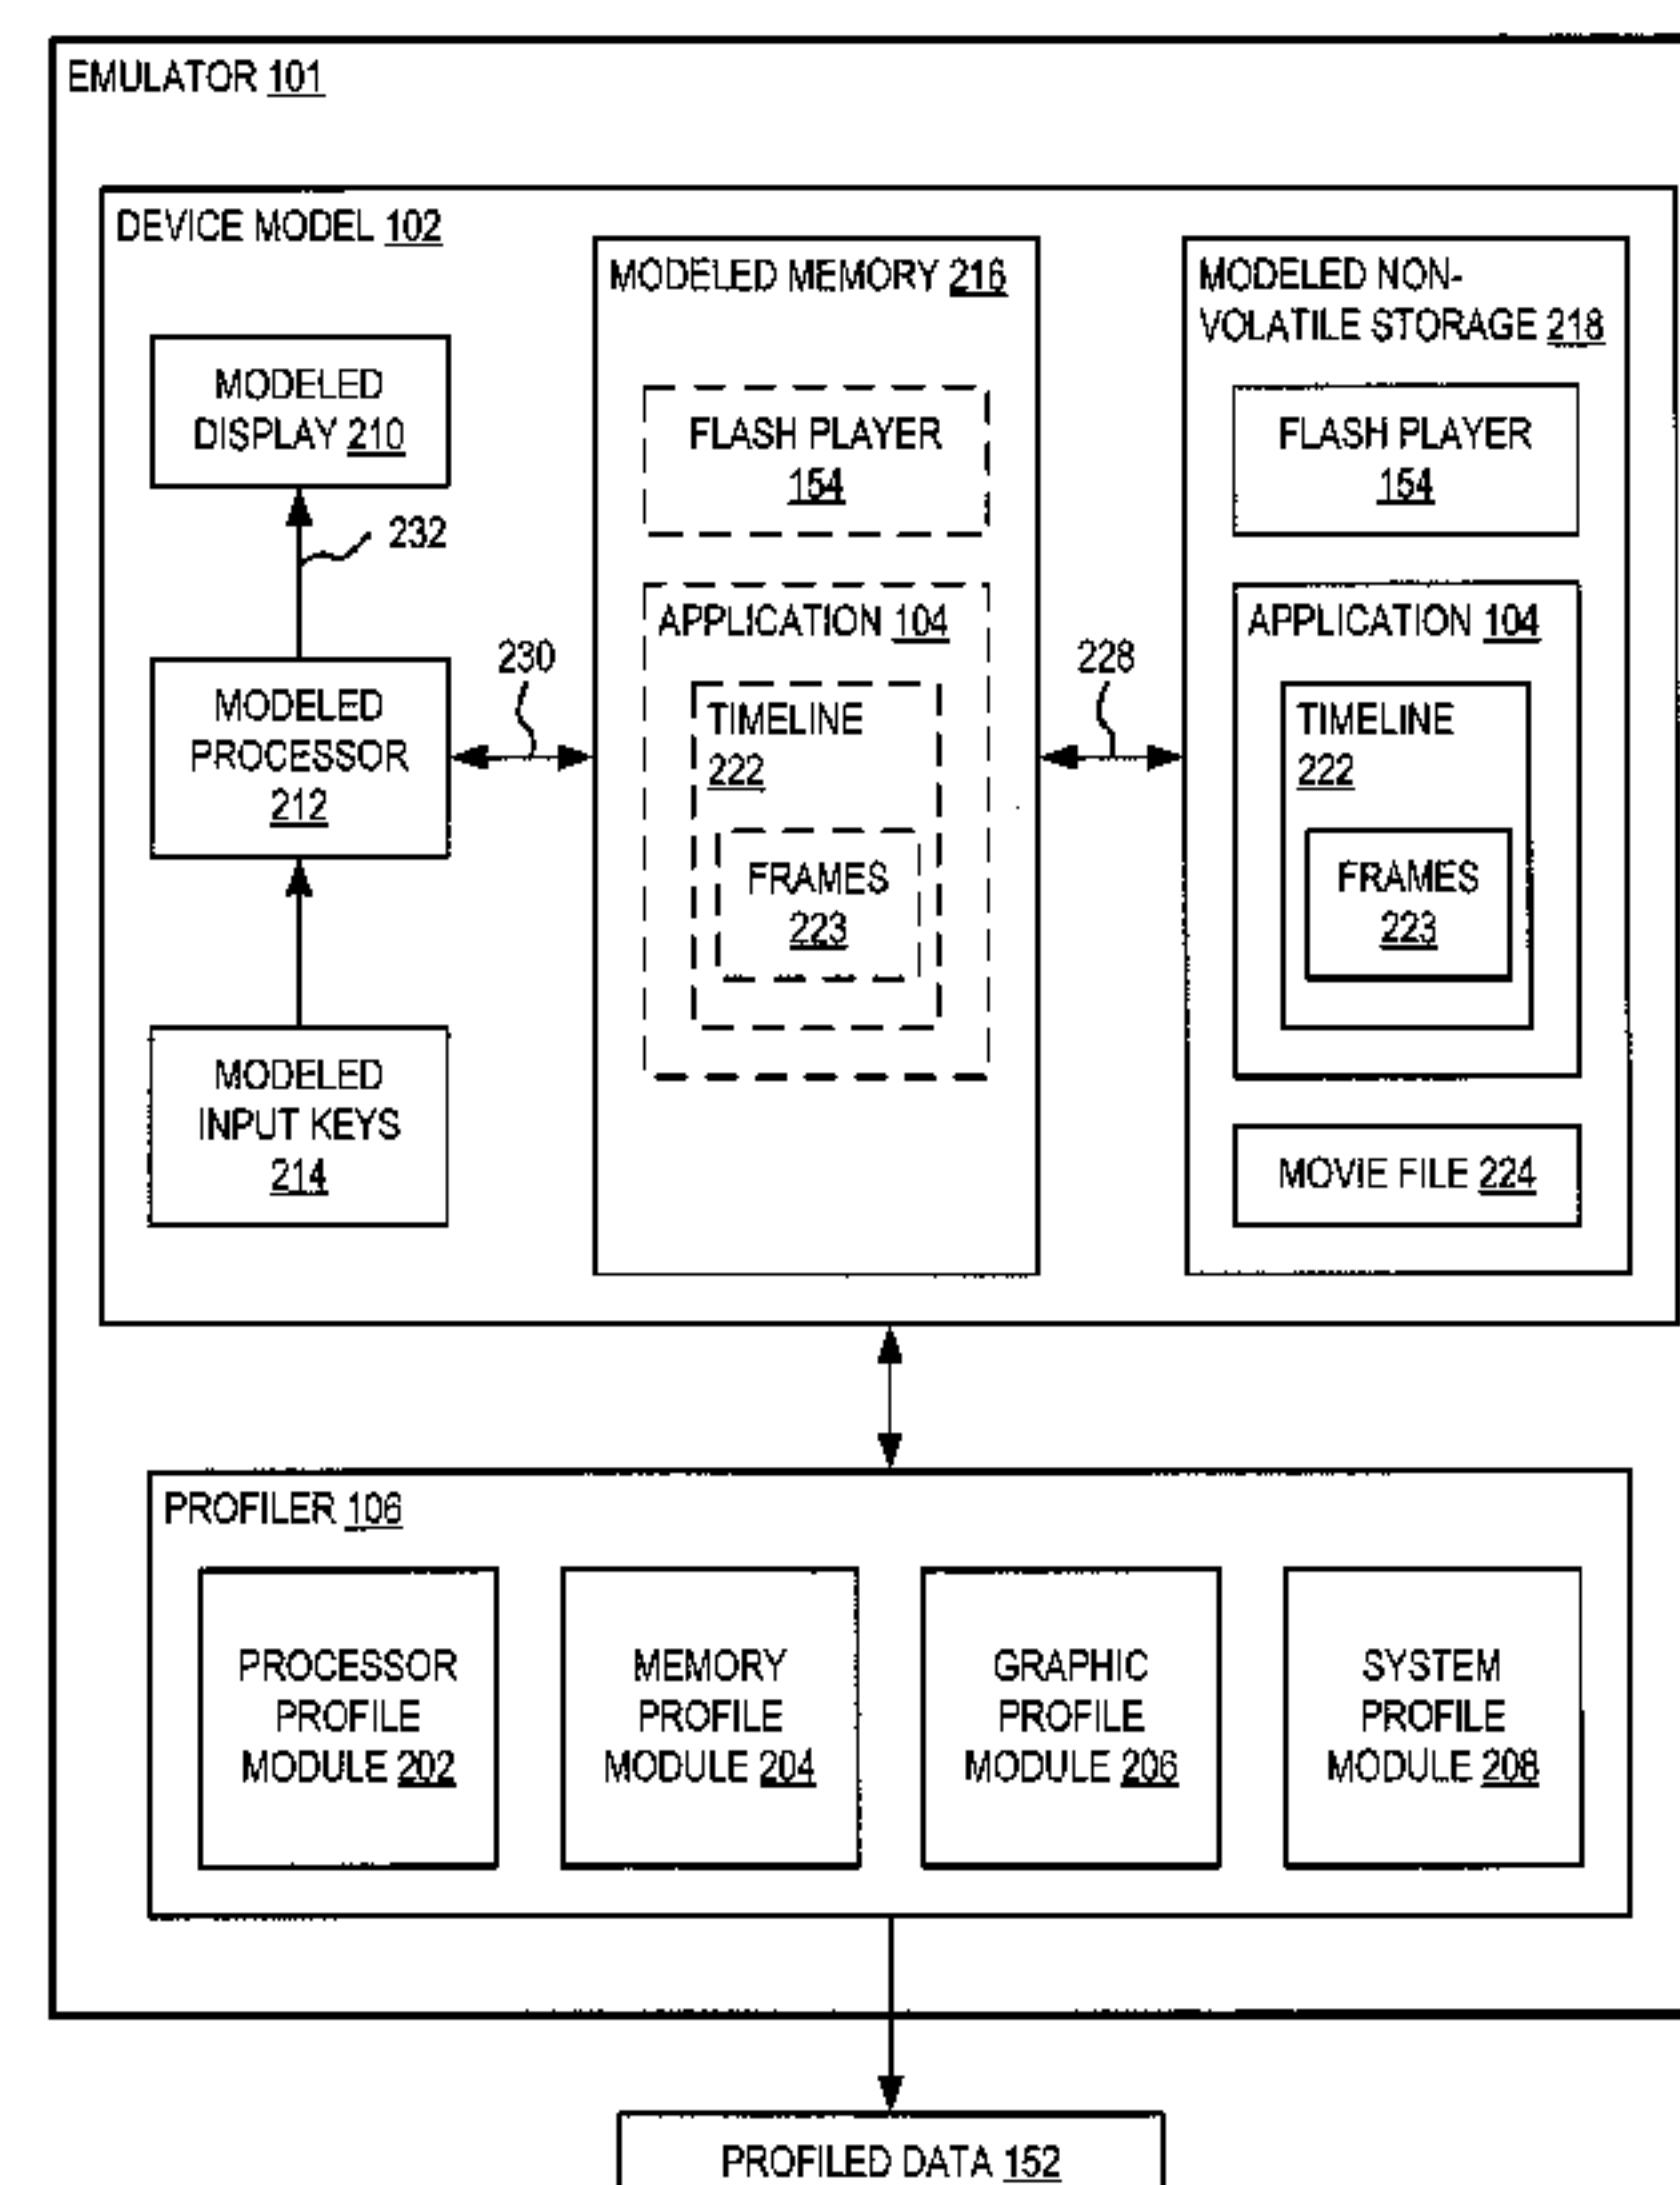 EMULATOR 101
DEVICE MODEL 102
MODELED
DISPLAY 210
232
MODELED
PROCESSOR
212
230
MODELED
INPUT KEYS
214
MODELED MEMORY 216
FLASH PLAYER
154
APPLICATION 104
TIMELINE
222
FRAMES
223
228
MODELED NON-
VOLATILE STORAGE 218
FLASH PLAYER
154
APPLICATION 104
TIMELINE
222
FRAMES
223
MOVIE FILE 224
PROFILER 106
PROCESSOR
PROFILE
MODULE 202
MEMORY
PROFILE
MODULE 204
GRAPHIC
PROFILE
MODULE 206
SYSTEM
PROFILE
MODULE 208
PROFILED DATA 152